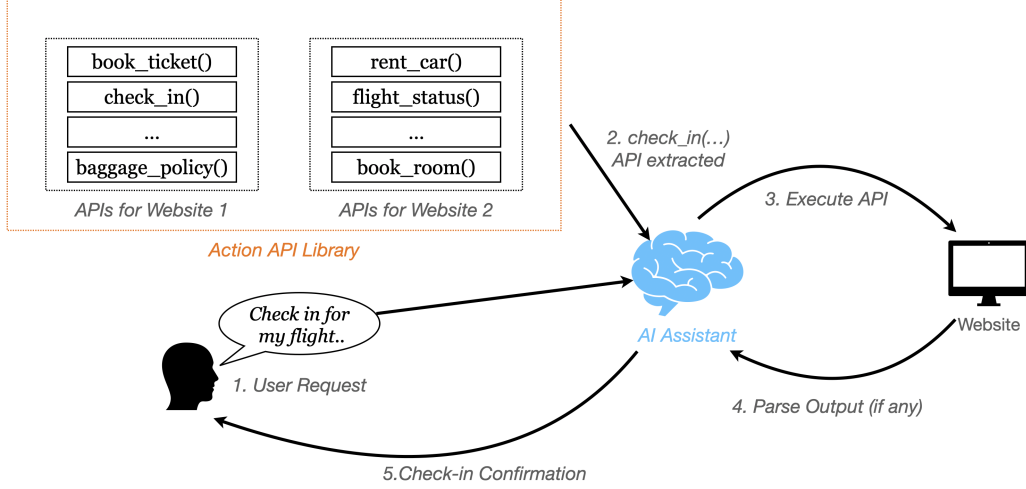 book_ticket()
check_in()
...
baggage_policy()
APIs for Website 1
rent_car()
flight_status()
...
book_room()
APIs for Website 2
Action API Library
2. check_in(...)
API extracted
3. Execute API
Check in for
my flight..
1. User Request
AI Assistant
Website
4. Parse Output (if any)
5.Check-in Confirmation